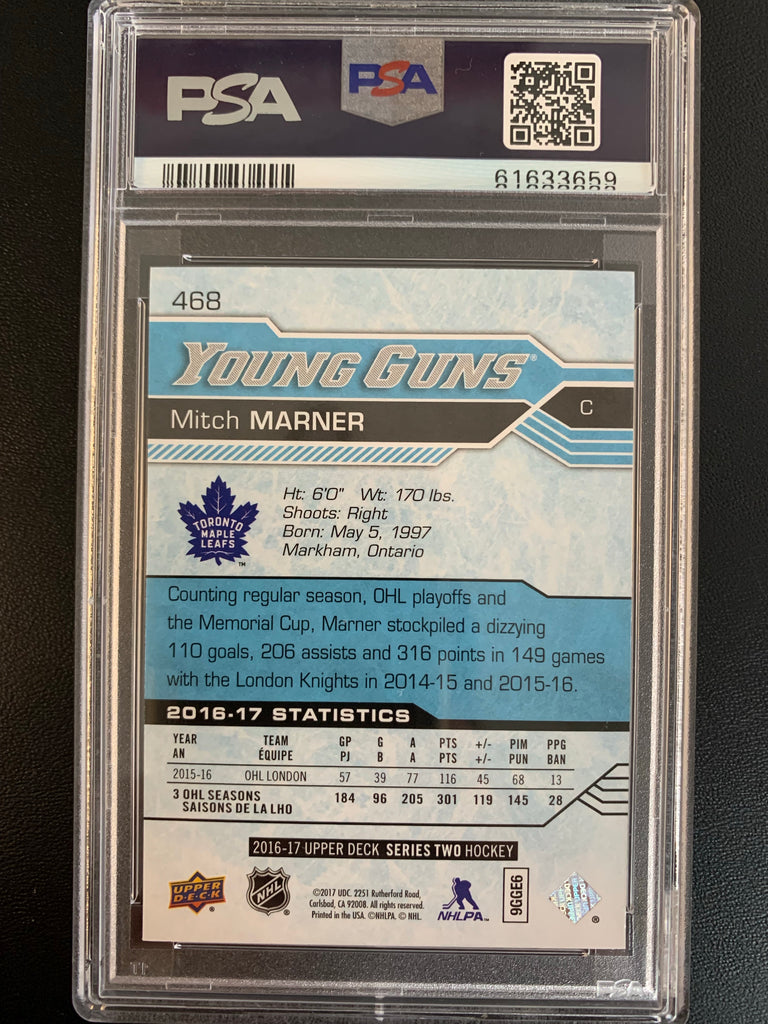 PSA
PSA
61633659
468
YOUNG GUNS®
Mitch MARNER
C
Ht: 6'0" Wt: 170 lbs.
Shoots: Right
Born: May 5, 1997
Markham, Ontario
TORONTO
MAPLE
LEAFS
TM
Counting regular season, OHL playoffs and
the Memorial Cup, Marner stockpiled a dizzying
110 goals, 206 assists and 316 points in 149 games
with the London Knights in 2014-15 and 2015-16.
2016-17 STATISTICS
YEAR TEAM GP G A PTS +/- PIM PPG
AN ÉQUIPE PJ B A PTS +/- PUN BAN
2015-16 OHL LONDON 57 39 77 116 45 68 13
3 OHL SEASONS 184 96 205 301 119 145 28
SAISONS DE LA LHO
2016-17 UPPER DECK SERIES TWO HOCKEY
UPPER
DECK
NHL
©2017 UDC. 2251 Rutherford Road,
Carlsbad, CA 92008. All rights reserved.
Printed in the USA. ©NHLPA. © NHL.
NHLPA
9GGE6
®
PSA